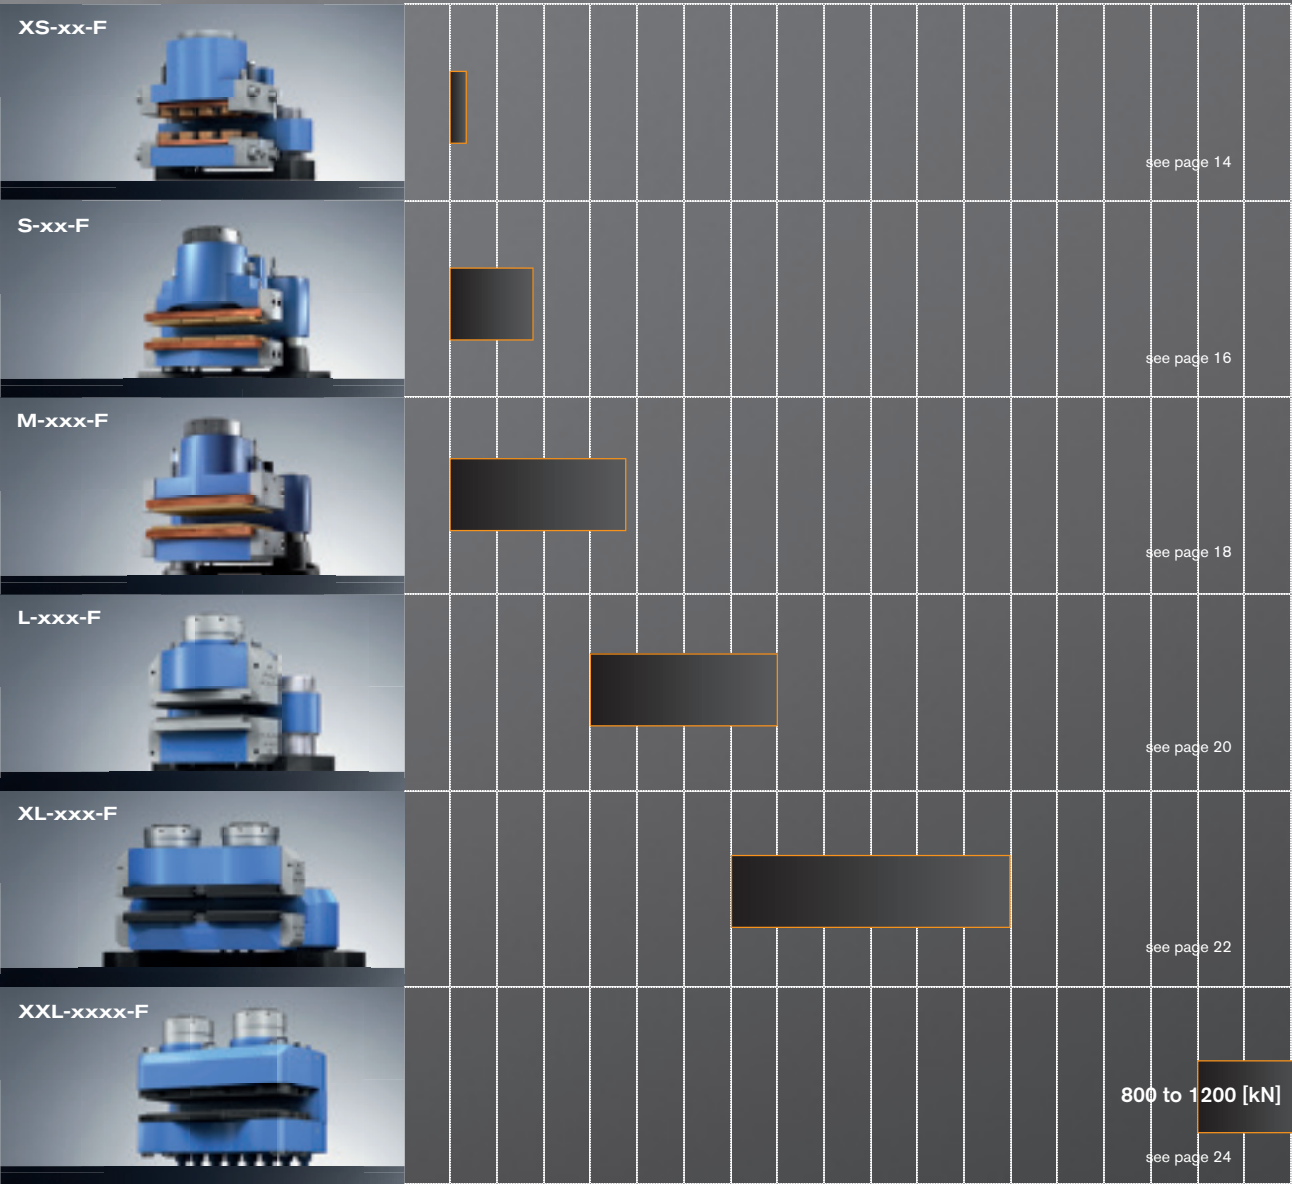 XS-xx-F
see page 14
S-xx-F
see page 16
M-xxx-F
see page 18
L-xxx-F
see page 20
XL-xxx-F
see page 22
XXL-xxxx-F
800 to 1200 [kN]
see page 24